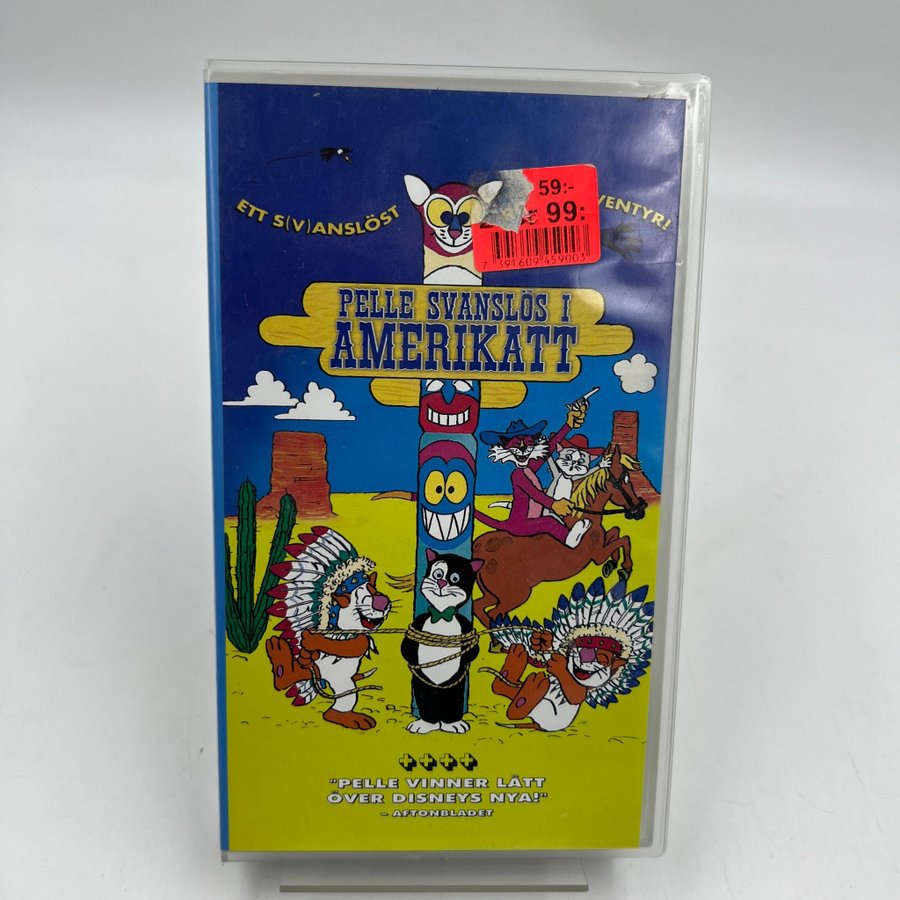 ETT S(V)ANSLÖST
VENTYR!
59:-
99:
7 391609 459003
PELLE SVANSLÖS I
AMERIKATT
"PELLE VINNER LÄTT
ÖVER DISNEYS NYA!"
- AFTONBLADET